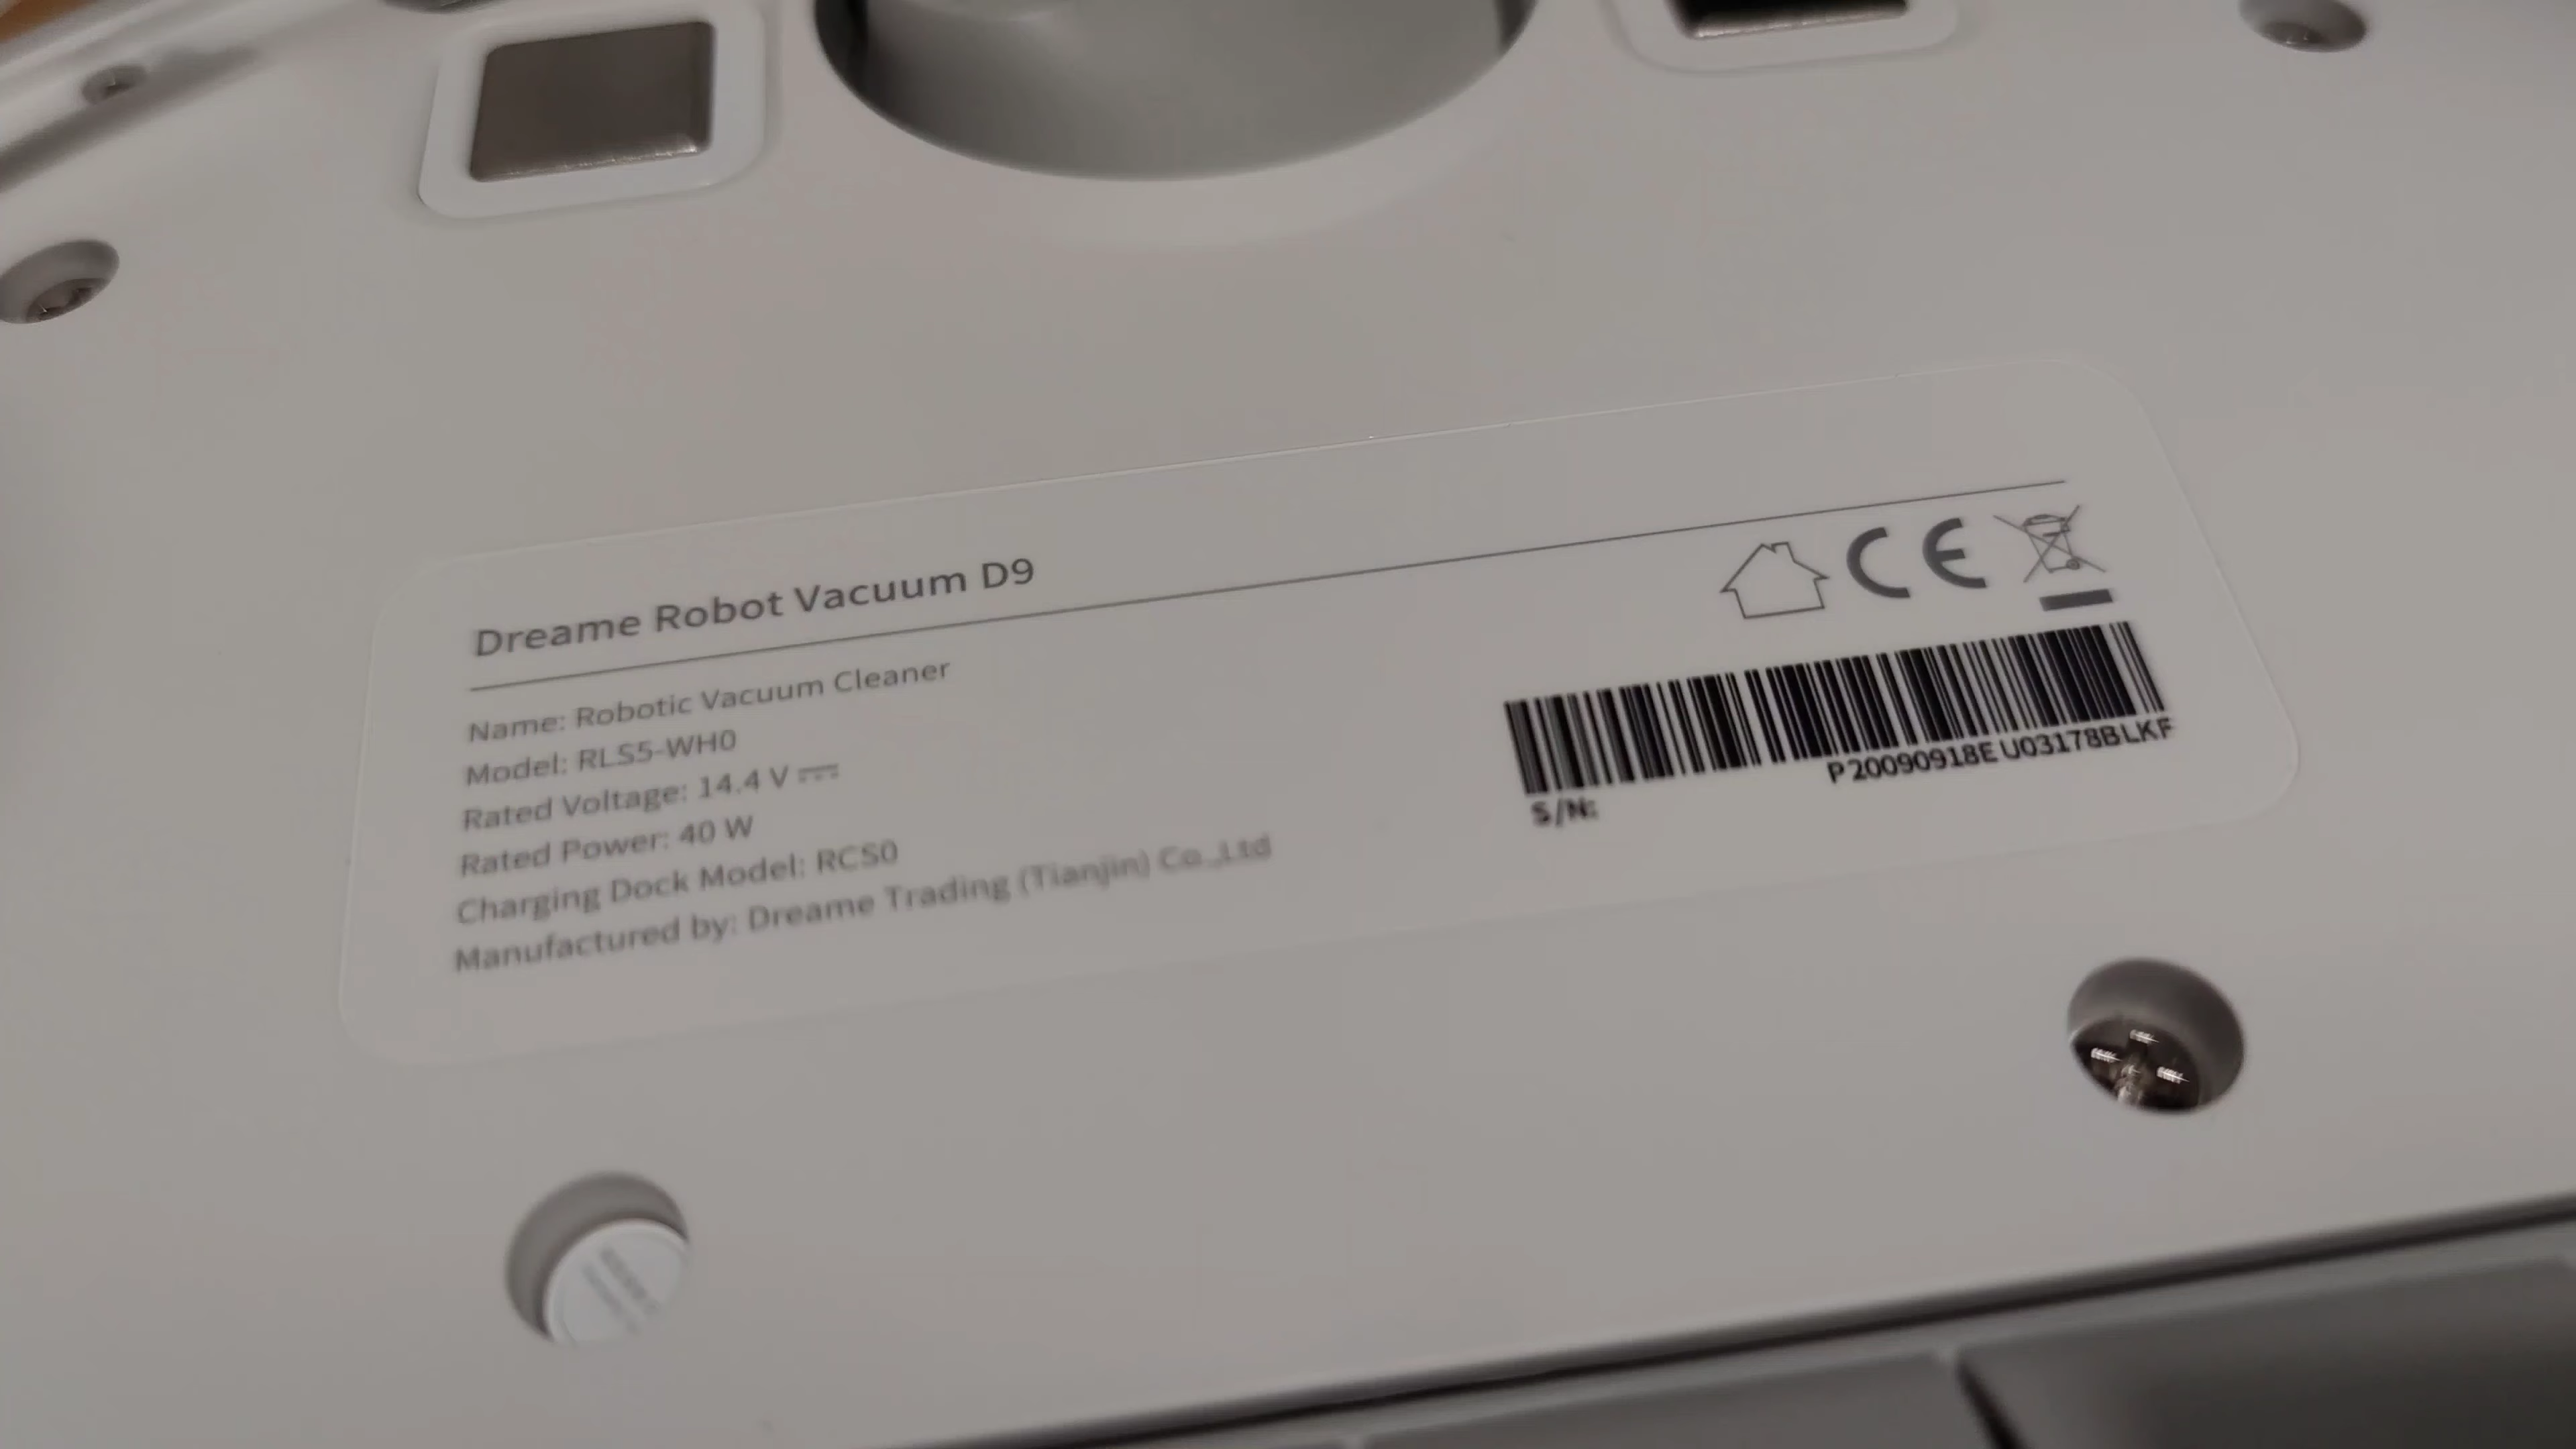 Dreame Robot Vacuum D9
Name: Robotic Vacuum Cleaner
Model: RLS5-WH0
Rated Voltage: 14.4 V
Rated Power: 40 W
Charging Dock Model: RCS0
Manufactured by: Dreame Trading (Tianjin) Co.,Ltd
CE
S/N:
P20090918EU03178BLKF